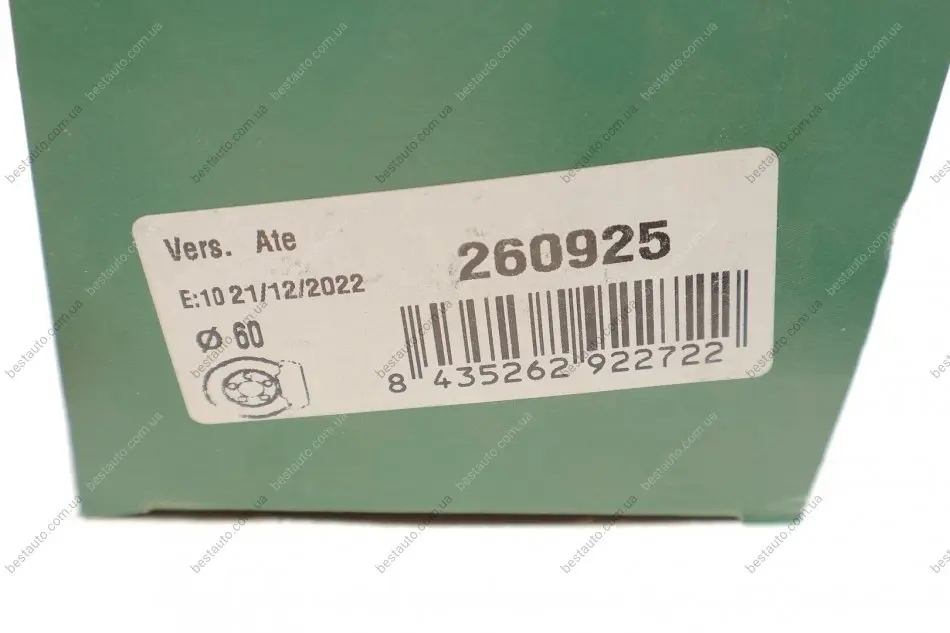 Vers. Ate
260925
E:10 21/12/2022
Ø 60
8 435262 922722
bestauto.com.ua